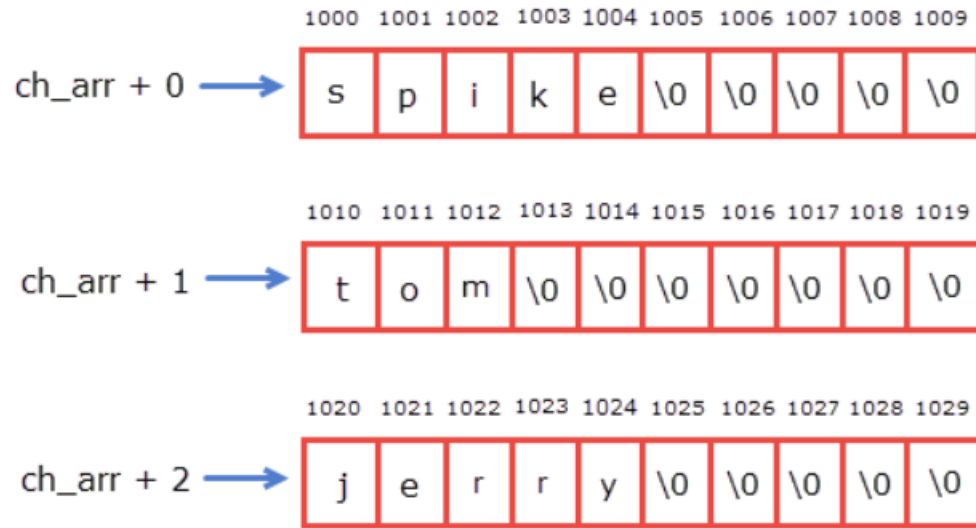 1000 1001 1002 1003 1004 1005 1006 1007 1008 1009
ch_arr + 0 s p i k e \0 \0 \0 \0 \0
1010 1011 1012 1013 1014 1015 1016 1017 1018 1019
ch_arr + 1 t o m \0 \0 \0 \0 \0 \0 \0
1020 1021 1022 1023 1024 1025 1026 1027 1028 1029
ch_arr + 2 j e r r y \0 \0 \0 \0 \0